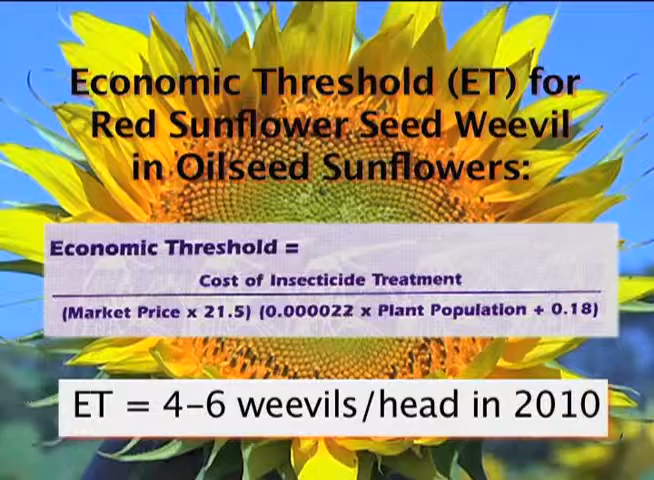 Economic Threshold (ET) for
Red Sunflower Seed Weevil
in Oilseed Sunflowers:
Economic Threshold =
Cost of Insecticide Treatment
(Market Price x 21.5) (0.000022 x Plant Population + 0.18)
ET = 4–6 weevils/head in 2010